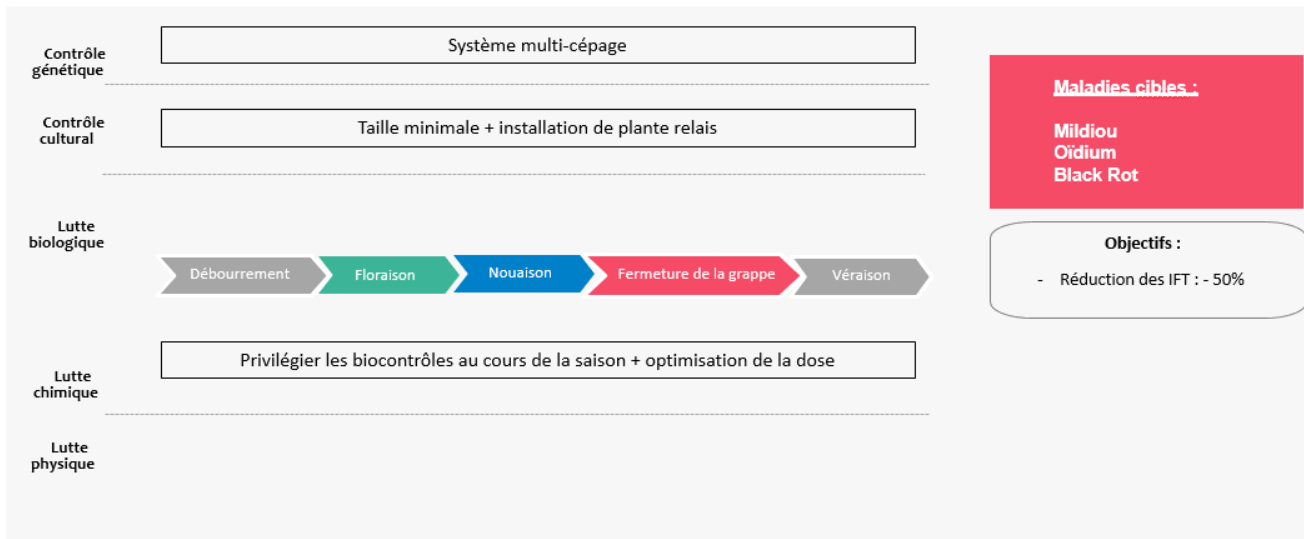 Contrôle
génétique
Système multi-cépage
Contrôle
cultural
Taille minimale + installation de plante relais
Lutte
biologique
Débourrement
Floraison
Nouaison
Fermeture de la grappe
Véraison
Lutte
chimique
Privilégier les biocontrôles au cours de la saison + optimisation de la dose
Lutte
physique
Maladies cibles :
Mildiou
Oïdium
Black Rot
Objectifs :
- Réduction des IFT : - 50%